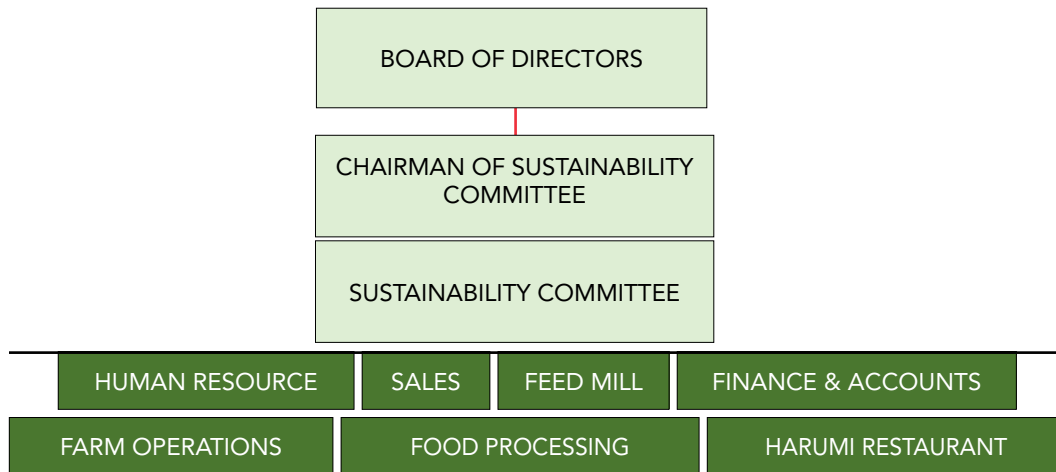 BOARD OF DIRECTORS
CHAIRMAN OF SUSTAINABILITY
COMMITTEE
SUSTAINABILITY COMMITTEE
HUMAN RESOURCE
SALES
FEED MILL
FINANCE & ACCOUNTS
FARM OPERATIONS
FOOD PROCESSING
HARUMI RESTAURANT